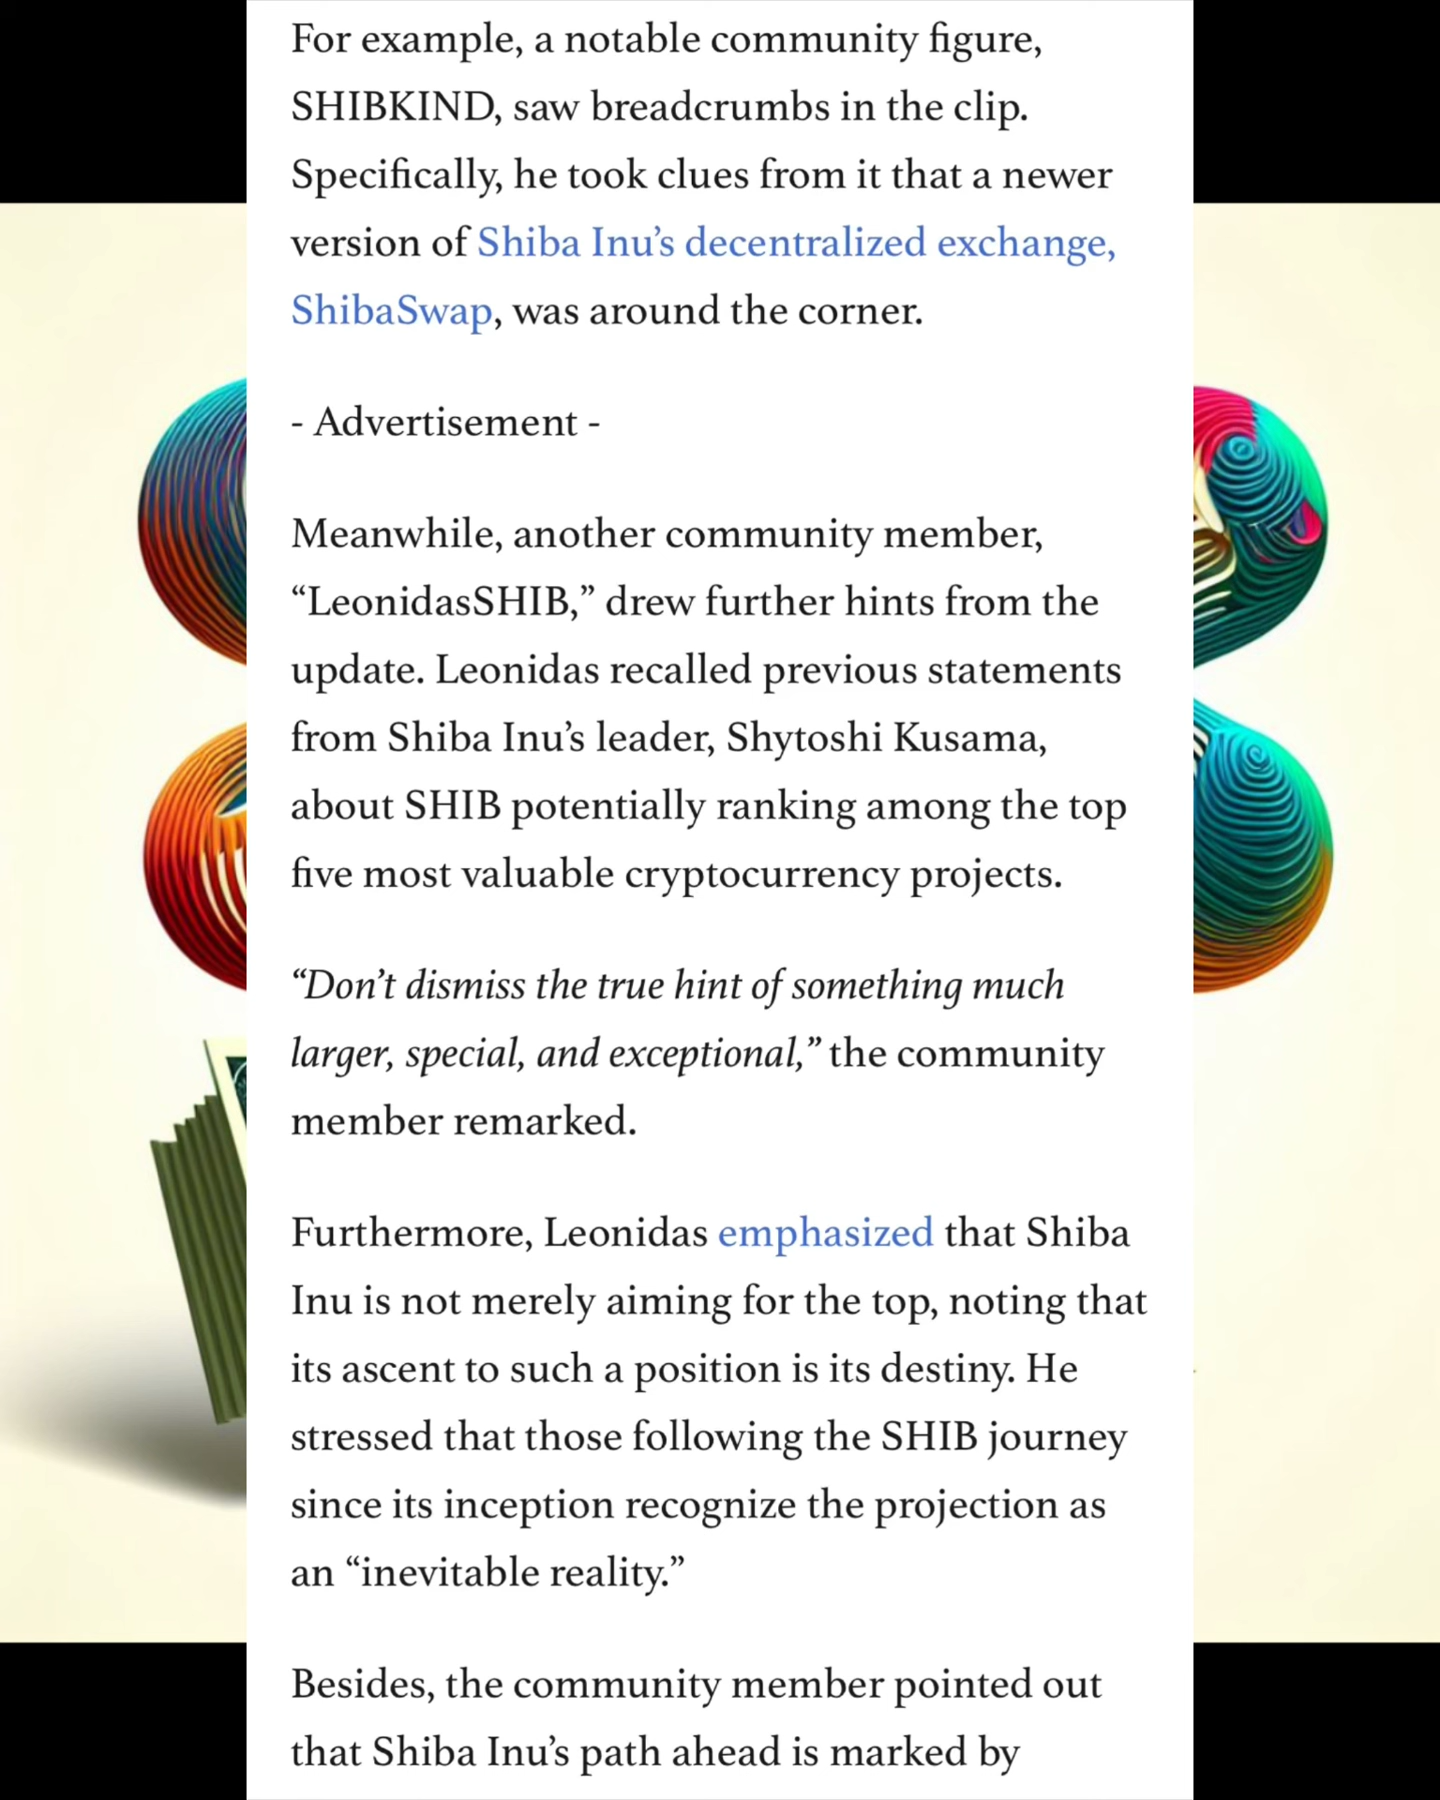 For example, a notable community figure,
SHIBKIND, saw breadcrumbs in the clip.
Specifically, he took clues from it that a newer
version of Shiba Inu’s decentralized exchange,
ShibaSwap, was around the corner.
- Advertisement -
Meanwhile, another community member,
“LeonidasSHIB,” drew further hints from the
update. Leonidas recalled previous statements
from Shiba Inu’s leader, Shytoshi Kusama,
about SHIB potentially ranking among the top
five most valuable cryptocurrency projects.
“Don’t dismiss the true hint of something much
larger, special, and exceptional,” the community
member remarked.
Furthermore, Leonidas emphasized that Shiba
Inu is not merely aiming for the top, noting that
its ascent to such a position is its destiny. He
stressed that those following the SHIB journey
since its inception recognize the projection as
an “inevitable reality.”
Besides, the community member pointed out
that Shiba Inu’s path ahead is marked by